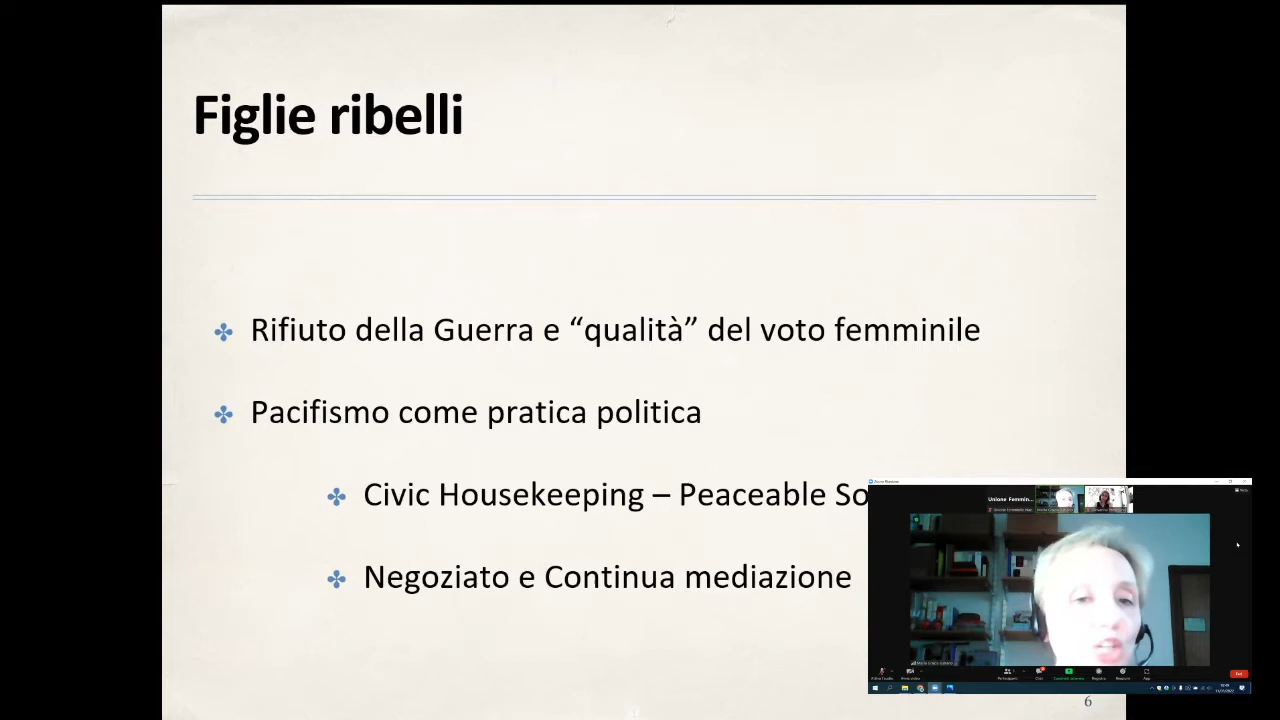 Figlie ribelli
Rifiuto della Guerra e “qualità” del voto femminile
Pacifismo come pratica politica
Civic Housekeeping – Peaceable So
Negoziato e Continua mediazione
Unione Femmin...
6